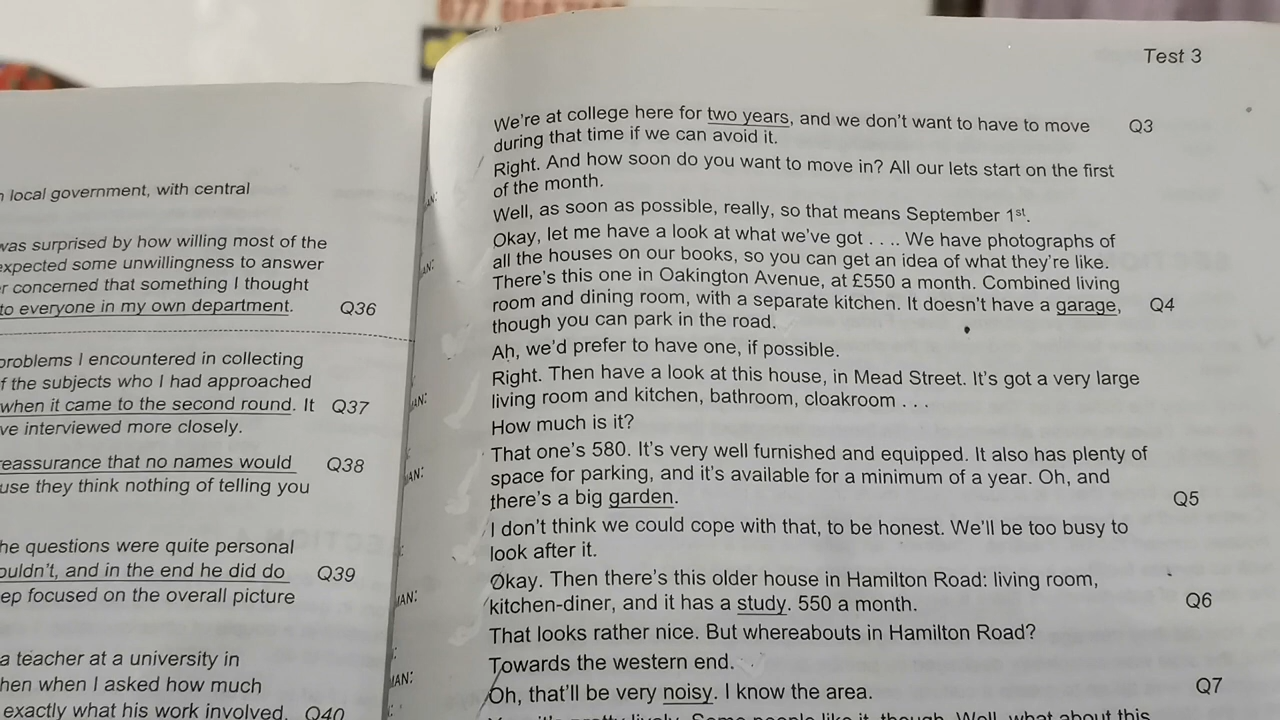 n local government, with central
was surprised by how willing most of the
expected some unwillingness to answer
r concerned that something I thought
to everyone in my own department. Q36
problems I encountered in collecting
f the subjects who I had approached
when it came to the second round. It Q37
ve interviewed more closely.
reassurance that no names would Q38
use they think nothing of telling you
he questions were quite personal
ouldn't, and in the end he did do Q39
ep focused on the overall picture
a teacher at a university in
hen when I asked how much
exactly what his work involved. Q40
Test 3
We're at college here for two years, and we don't want to have to move Q3
during that time if we can avoid it.
Right. And how soon do you want to move in? All our lets start on the first
of the month.
Well, as soon as possible, really, so that means September 1st.
Okay, let me have a look at what we've got . . .. We have photographs of
all the houses on our books, so you can get an idea of what they're like.
There's this one in Oakington Avenue, at £550 a month. Combined living
room and dining room, with a separate kitchen. It doesn't have a garage, Q4
though you can park in the road.
Ah, we'd prefer to have one, if possible.
Right. Then have a look at this house, in Mead Street. It's got a very large
living room and kitchen, bathroom, cloakroom . . .
How much is it?
That one's 580. It's very well furnished and equipped. It also has plenty of
space for parking, and it's available for a minimum of a year. Oh, and
there's a big garden. Q5
I don't think we could cope with that, to be honest. We'll be too busy to
look after it.
Okay. Then there's this older house in Hamilton Road: living room,
kitchen-diner, and it has a study. 550 a month. Q6
That looks rather nice. But whereabouts in Hamilton Road?
Towards the western end.
Oh, that'll be very noisy. I know the area. Q7